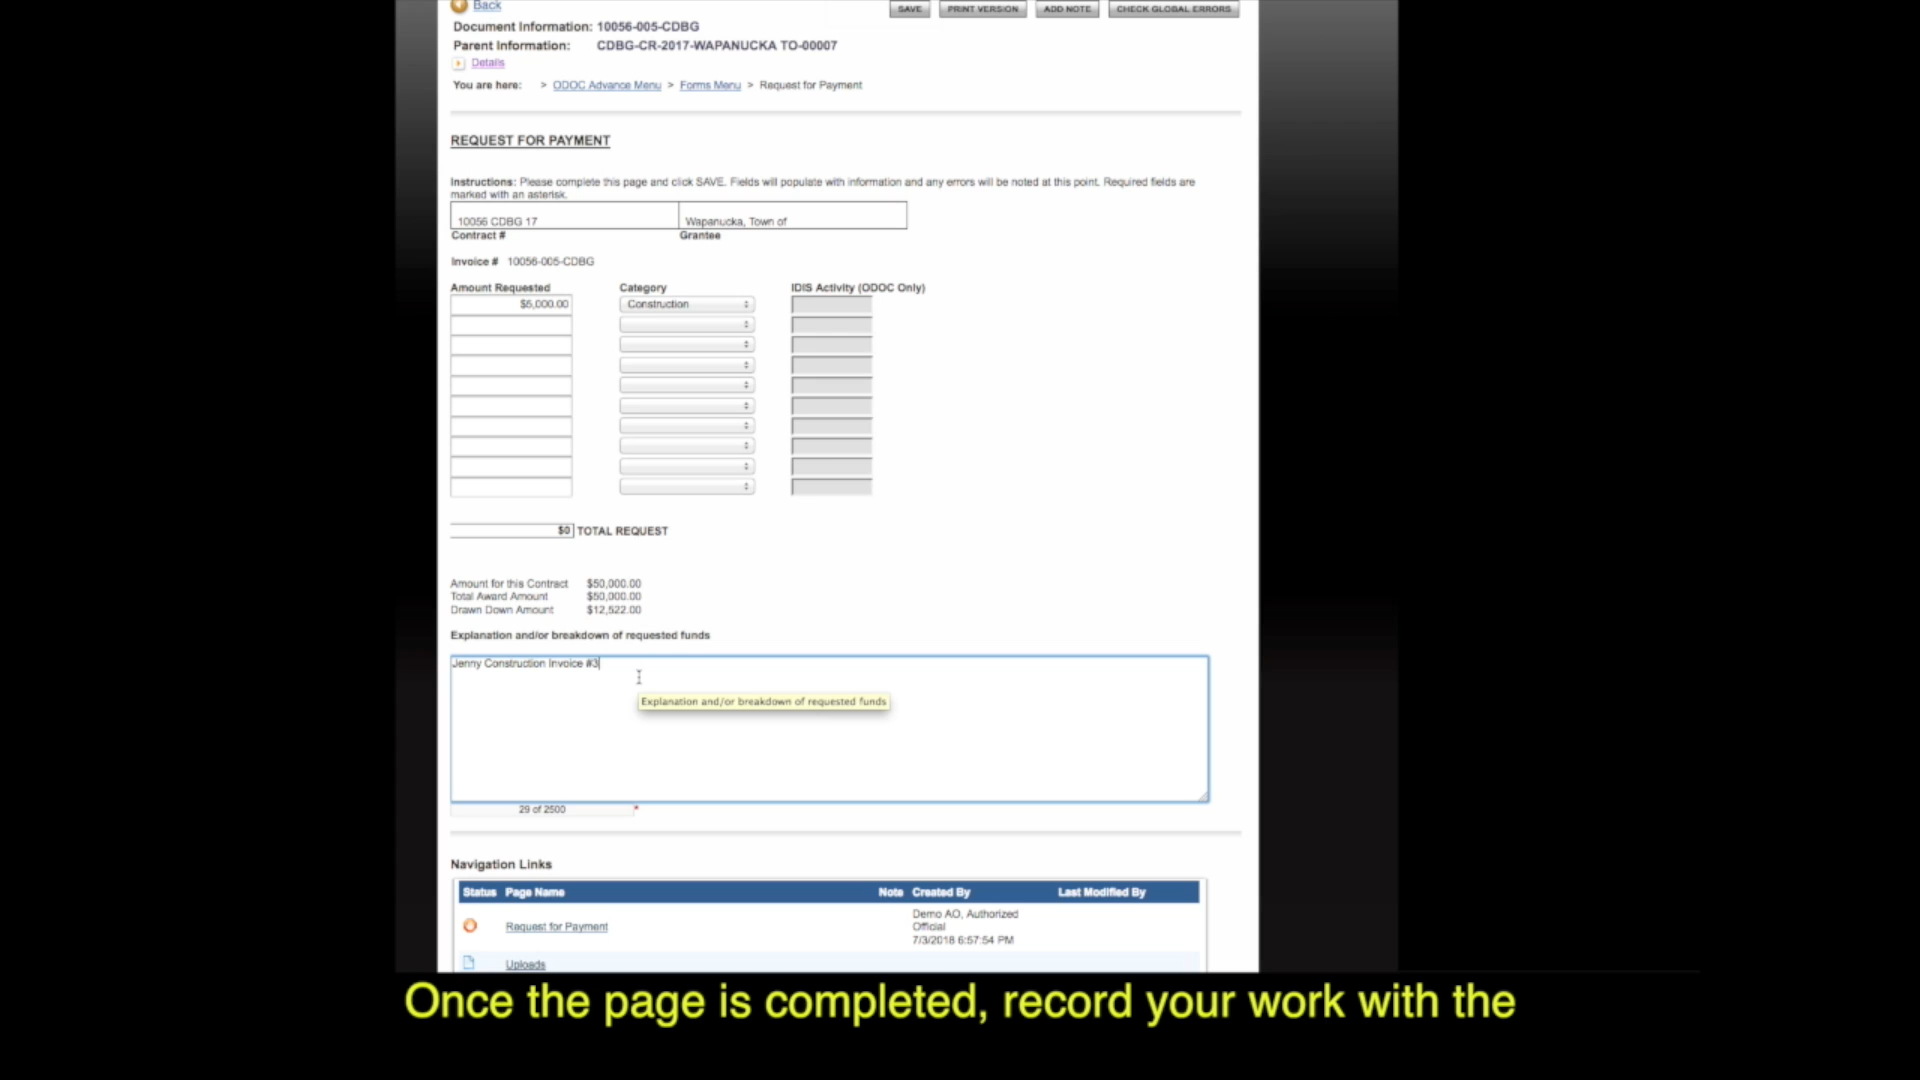 Back
SAVE PRINT VERSION ADD NOTE CHECK GLOBAL ERRORS
Document Information: 10056-005-CDBG
Parent Information: CDBG-CR-2017-WAPANUCKA TO-00007
Details
You are here: > ODOC Advance Menu > Forms Menu > Request for Payment
REQUEST FOR PAYMENT
Instructions: Please complete this page and click SAVE. Fields will populate with information and any errors will be noted at this point. Required fields are
marked with an asterisk.
10056 CDBG 17 Wapanucka, Town of
Contract # Grantee
Invoice # 10056-005-CDBG
Amount Requested Category IDIS Activity (ODOC Only)
$5,000.00 Construction
$0 TOTAL REQUEST
Amount for this Contract $50,000.00
Total Award Amount $50,000.00
Drawn Down Amount $12,522.00
Explanation and/or breakdown of requested funds
Jenny Construction Invoice #3
Explanation and/or breakdown of requested funds
29 of 2500 *
Navigation Links
Status Page Name Note Created By Last Modified By
Request for Payment Demo AO, Authorized
Official
7/3/2018 6:57:54 PM
Uploads
Once the page is completed, record your work with the